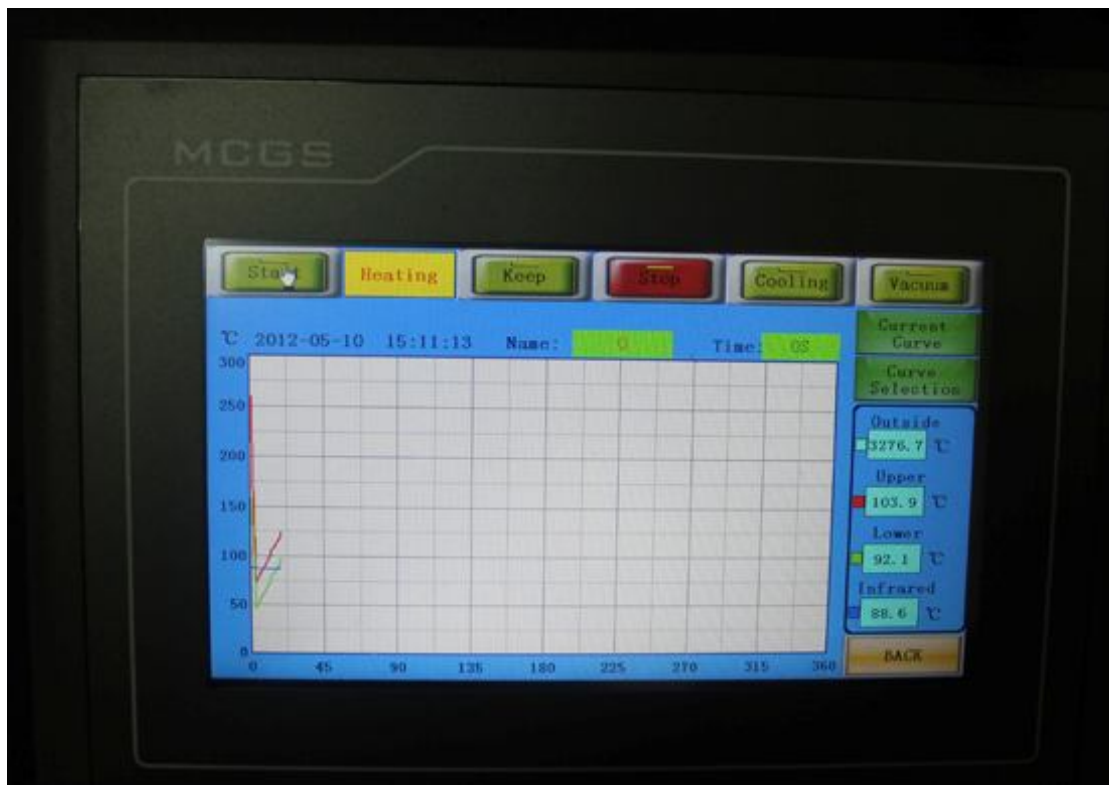 MCGS
Start Heating Keep Stop Cooling Vacuum
℃ 2012-05-10 15:11:13 Name: 0 Time: 0S
Current
Curve
Curve
Selection
Outside
3276.7 ℃
Upper
103.9 ℃
Lower
92.1 ℃
Infrared
88.6 ℃
BACK
300
250
200
150
100
50
0
0 45 90 135 180 225 270 315 360